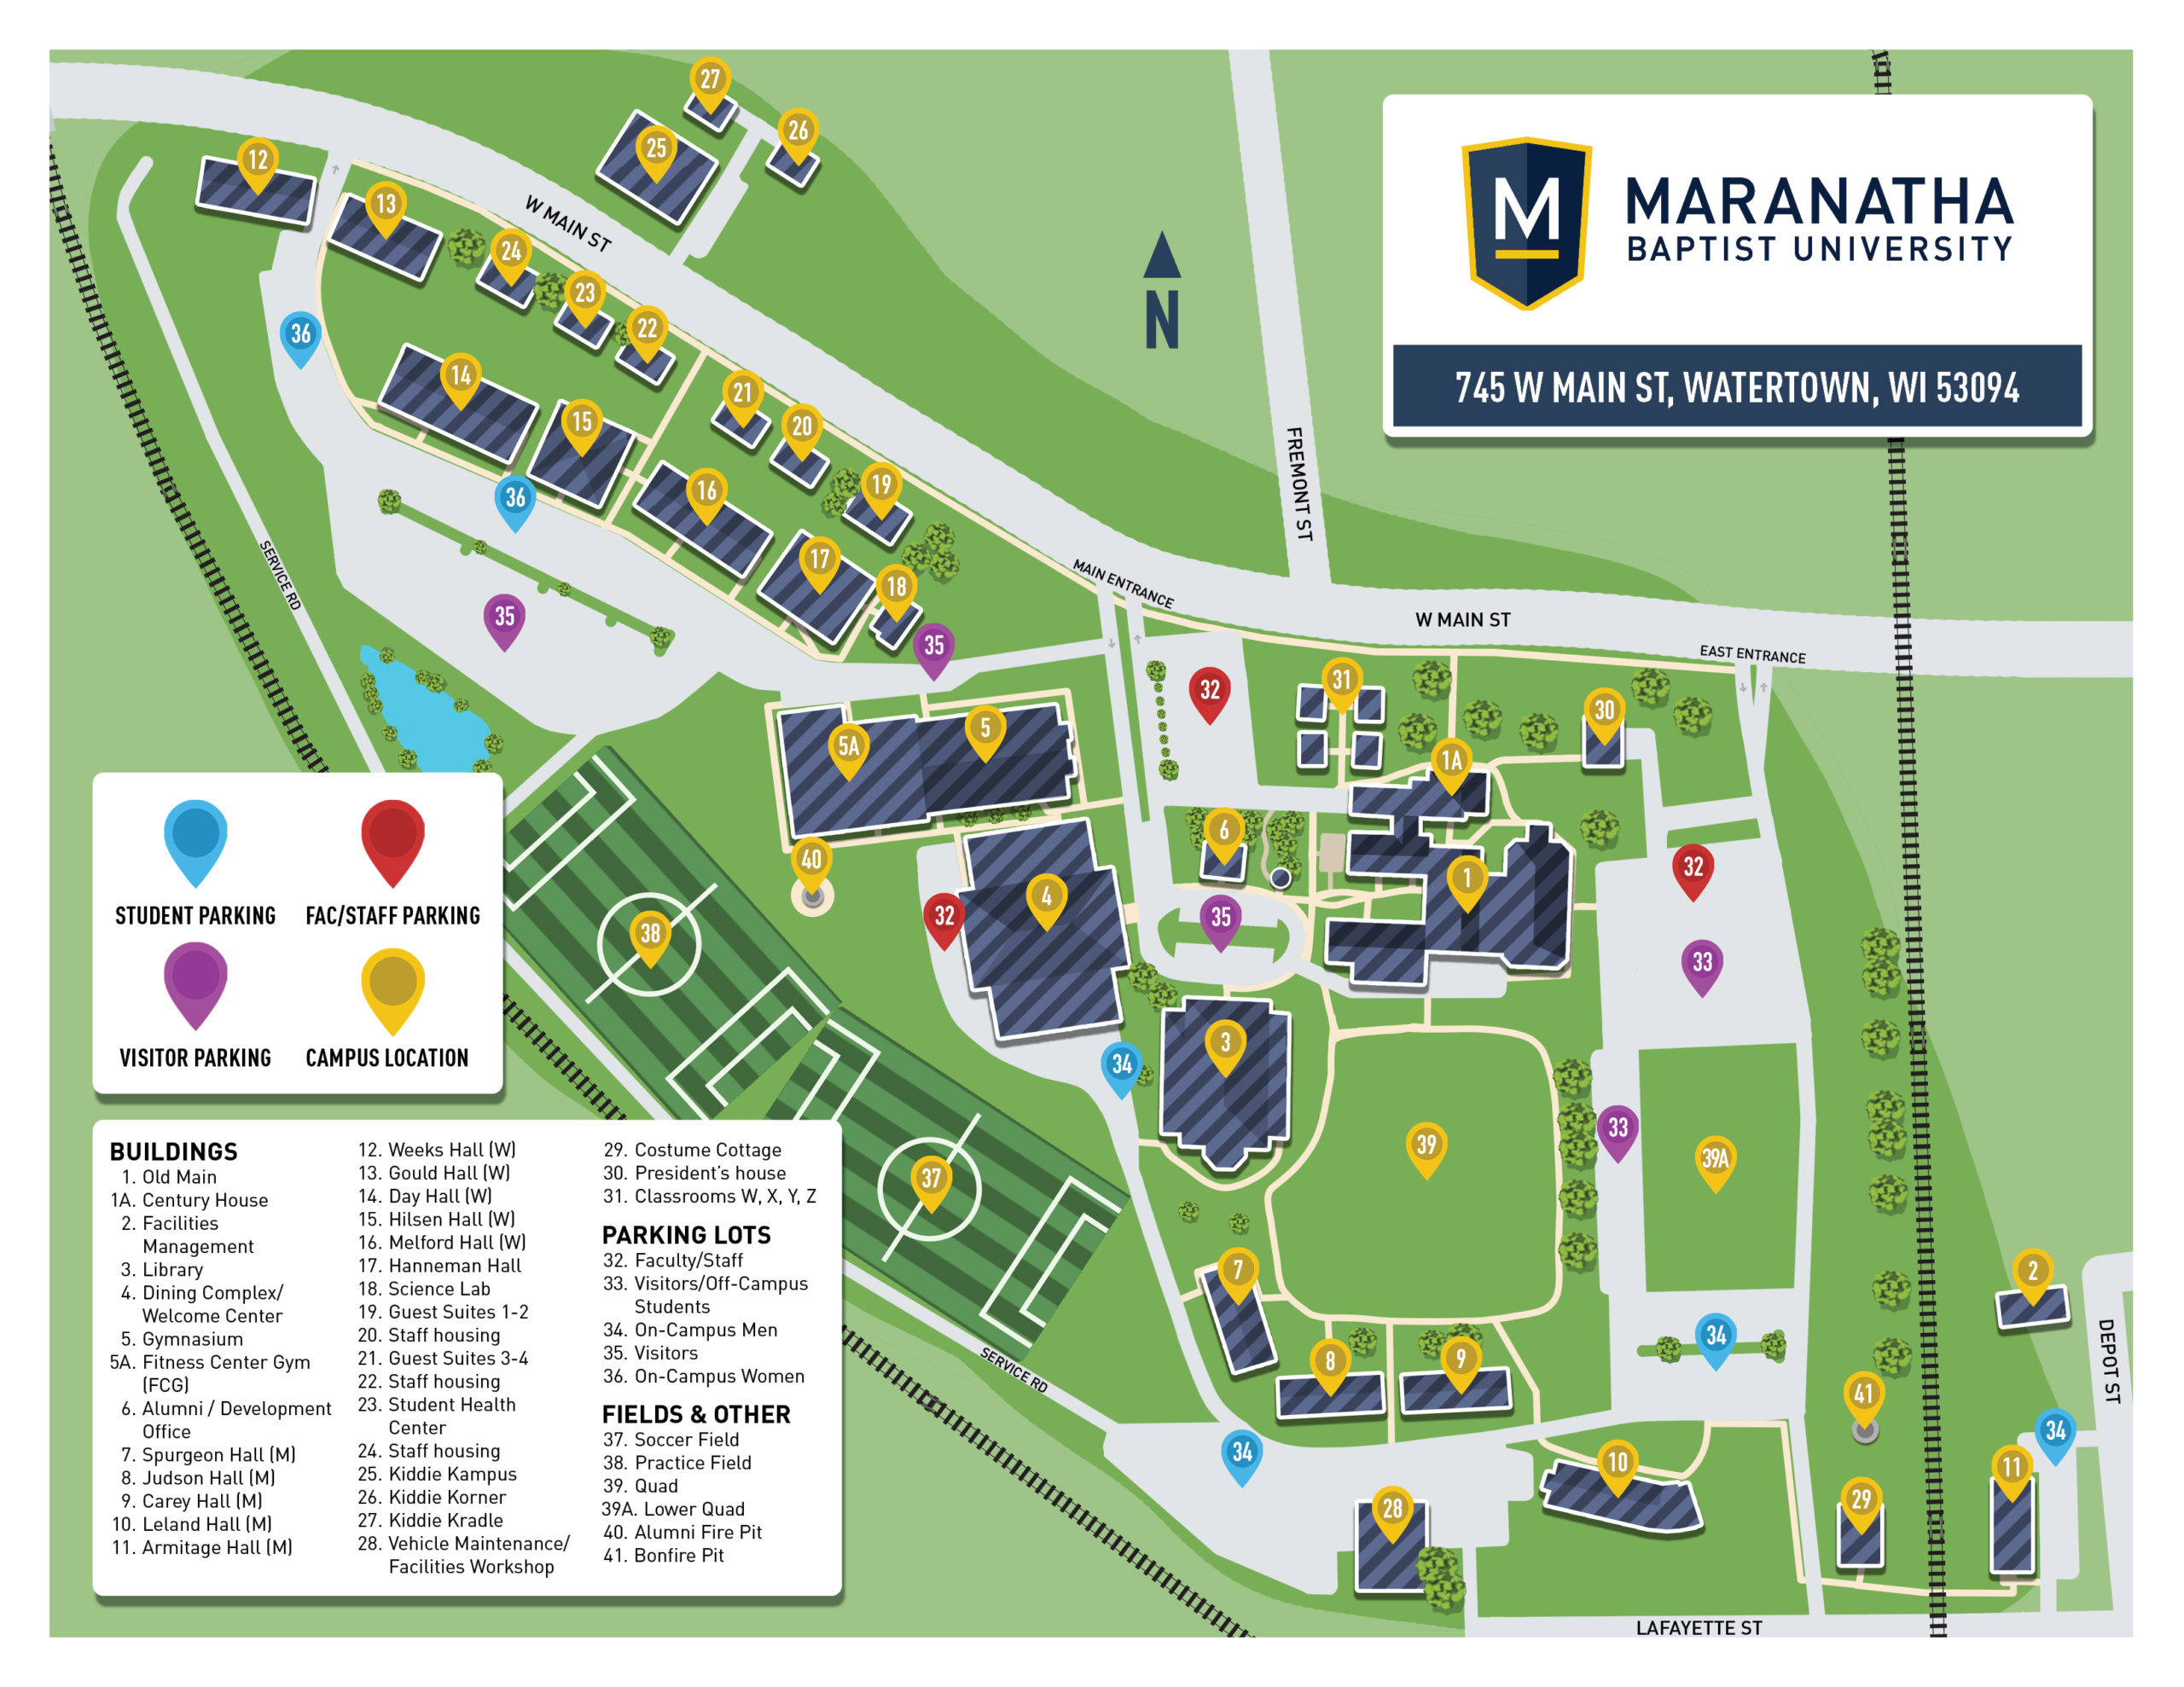 27
26
25
12
13
W MAIN ST
24
23
22
36
14
21
15
20
16
19
36
17
18
35
35
SERVICE RD
N
FREMONT ST
M
MARANATHA
BAPTIST UNIVERSITY
745 W MAIN ST, WATERTOWN, WI 53094
MAIN ENTRANCE
W MAIN ST
EAST ENTRANCE
32
31
30
5
5A
1A
6
40
4
1
32
33
32
35
38
3
34
39
33
39A
37
7
8
9
34
2
DEPOT ST
41
34
34
10
11
28
29
SERVICE RD
LAFAYETTE ST
STUDENT PARKING
FAC/STAFF PARKING
VISITOR PARKING
CAMPUS LOCATION
BUILDINGS
1. Old Main
1A. Century House
2. Facilities
Management
3. Library
4. Dining Complex/
Welcome Center
5. Gymnasium
5A. Fitness Center Gym
(FCG)
6. Alumni / Development
Office
7. Spurgeon Hall (M)
8. Judson Hall (M)
9. Carey Hall (M)
10. Leland Hall (M)
11. Armitage Hall (M)
12. Weeks Hall (W)
13. Gould Hall (W)
14. Day Hall (W)
15. Hilsen Hall (W)
16. Melford Hall (W)
17. Hanneman Hall
18. Science Lab
19. Guest Suites 1-2
20. Staff housing
21. Guest Suites 3-4
22. Staff housing
23. Student Health
Center
24. Staff housing
25. Kiddie Kampus
26. Kiddie Korner
27. Kiddie Kradle
28. Vehicle Maintenance/
Facilities Workshop
29. Costume Cottage
30. President's house
31. Classrooms W, X, Y, Z
PARKING LOTS
32. Faculty/Staff
33. Visitors/Off-Campus
Students
34. On-Campus Men
35. Visitors
36. On-Campus Women
FIELDS & OTHER
37. Soccer Field
38. Practice Field
39. Quad
39A. Lower Quad
40. Alumni Fire Pit
41. Bonfire Pit